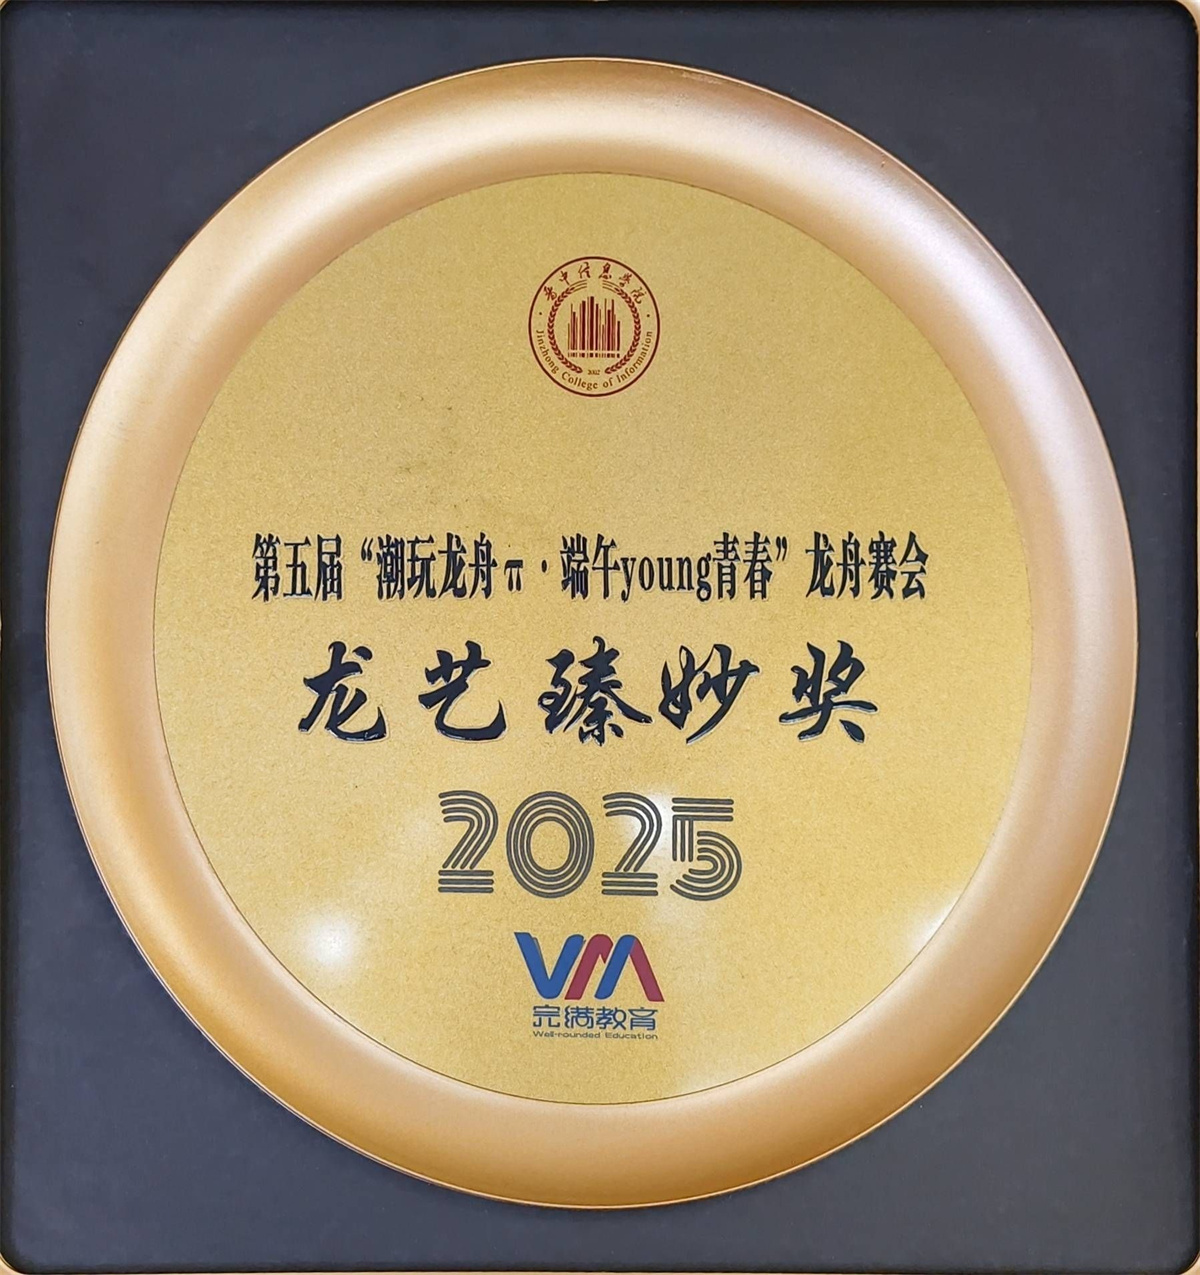 晋中信息学院
Jinzhong College of Information
2002
第五届“潮玩龙舟π·端午young青春”龙舟赛会
龙艺臻妙奖
2025
VM
完满教育
Well-rounded Education